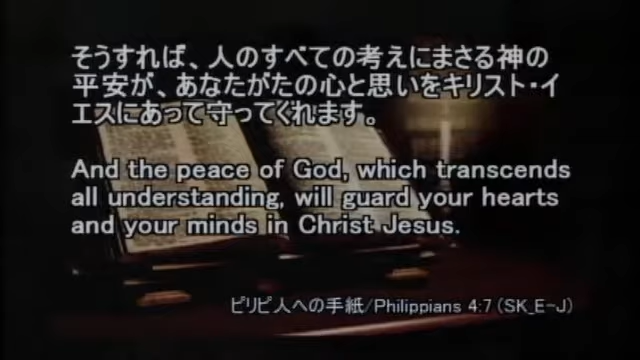 そうすれば、人のすべての考えにまさる神の
平安が、あなたがたの心と思いをキリスト・イ
エスにあって守ってくれます。
And the peace of God, which transcends
all understanding, will guard your hearts
and your minds in Christ Jesus.
ピリピ人への手紙/Philippians 4:7 (SK_E-J)